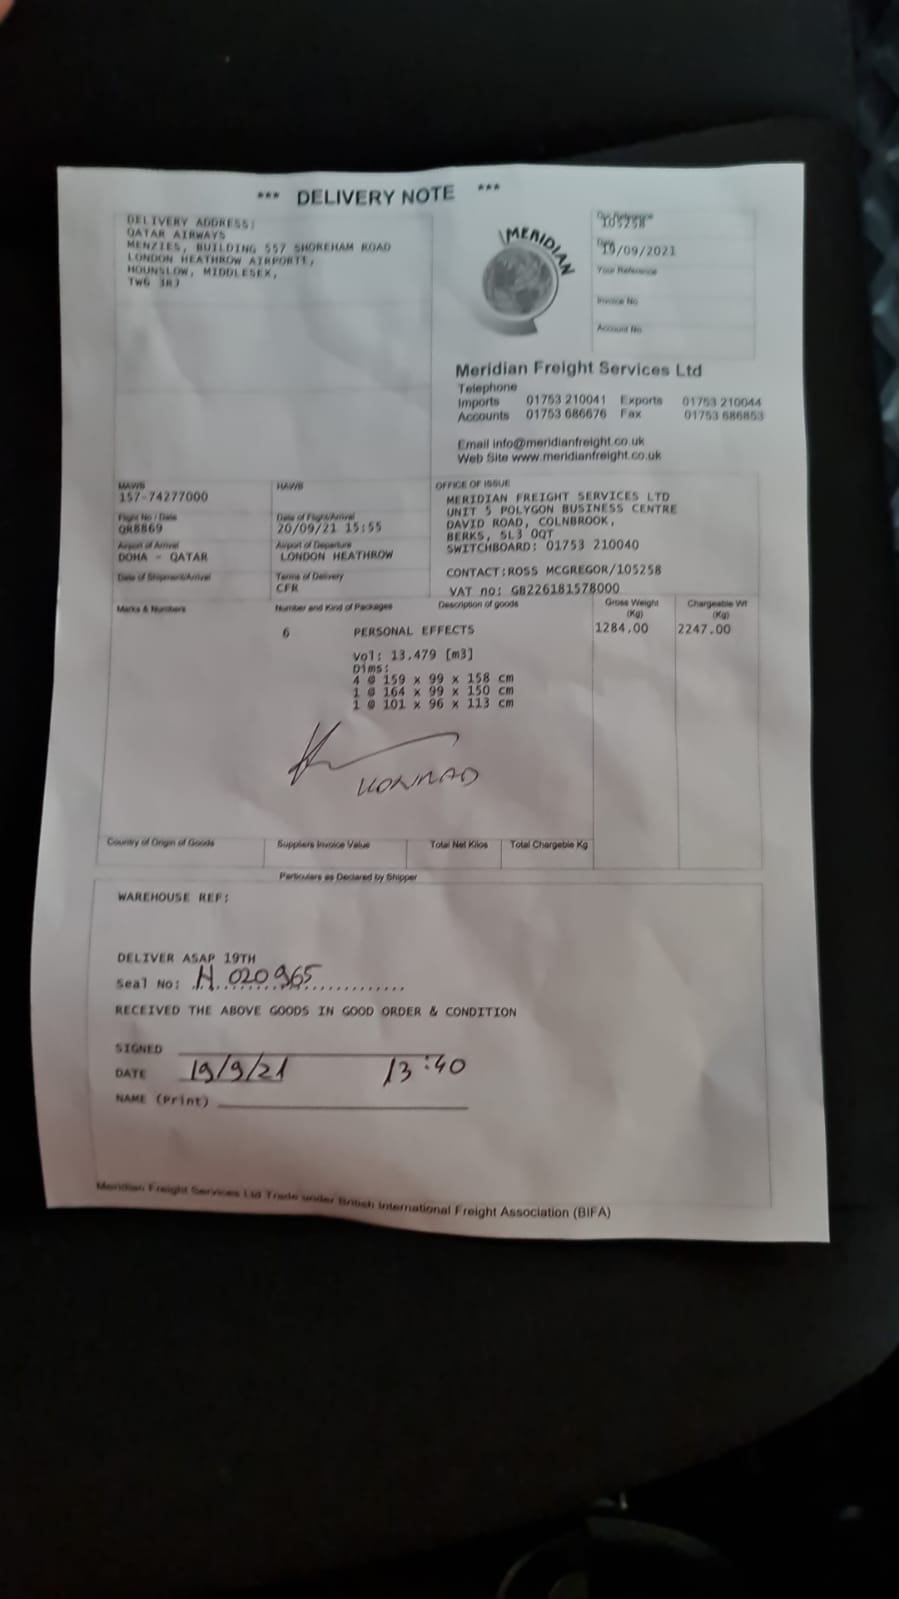 *** DELIVERY NOTE ***
DELIVERY ADDRESS:
QATAR AIRWAYS
MENZIES, BUILDING 557 SHOREHAM ROAD
LONDON HEATHROW AIRPORTE,
HOUNSLOW, MIDDLESEX,
TW6 3RJ
MERIDIAN
Our Reference
105258
Date
19/09/2021
Your Reference
Invoice No
Account No
Meridian Freight Services Ltd
Telephone
Imports 01753 210041 Exports 01753 210044
Accounts 01753 686676 Fax 01753 686853
Email info@meridianfreight.co.uk
Web Site www.meridianfreight.co.uk
MAWB HAWB
157-74277000
Flight No / Date Date of Flight/Arrival
QR8869 20/09/21 15:55
Airport of Arrival Airport of Departure
DOHA - QATAR LONDON HEATHROW
Date of Shipment/Arrival Terms of Delivery
CFR
OFFICE OF ISSUE
MERIDIAN FREIGHT SERVICES LTD
UNIT 5 POLYGON BUSINESS CENTRE
DAVID ROAD, COLNBROOK,
BERKS, SL3 0QT
SWITCHBOARD: 01753 210040
CONTACT:ROSS MCGREGOR/105258
VAT no: GB226181578000
Marks & Numbers Number and Kind of Packages Description of goods Gross Weight (Kg) Chargeable Wt (Kg)
6 PERSONAL EFFECTS 1284.00 2247.00
Vol: 13.479 [m3]
Dims:
4 @ 159 x 99 x 158 cm
1 @ 164 x 99 x 150 cm
1 @ 101 x 96 x 113 cm
KONRAD
Country of Origin of Goods Suppliers Invoice Value Total Net Kilos Total Chargeable Kg
Particulars as Declared by Shipper
WAREHOUSE REF:
DELIVER ASAP 19TH
Seal No: H 020965
RECEIVED THE ABOVE GOODS IN GOOD ORDER & CONDITION
SIGNED
DATE 19/9/21 13:40
NAME (Print)
Meridian Freight Services Ltd Trade under British International Freight Association (BIFA)